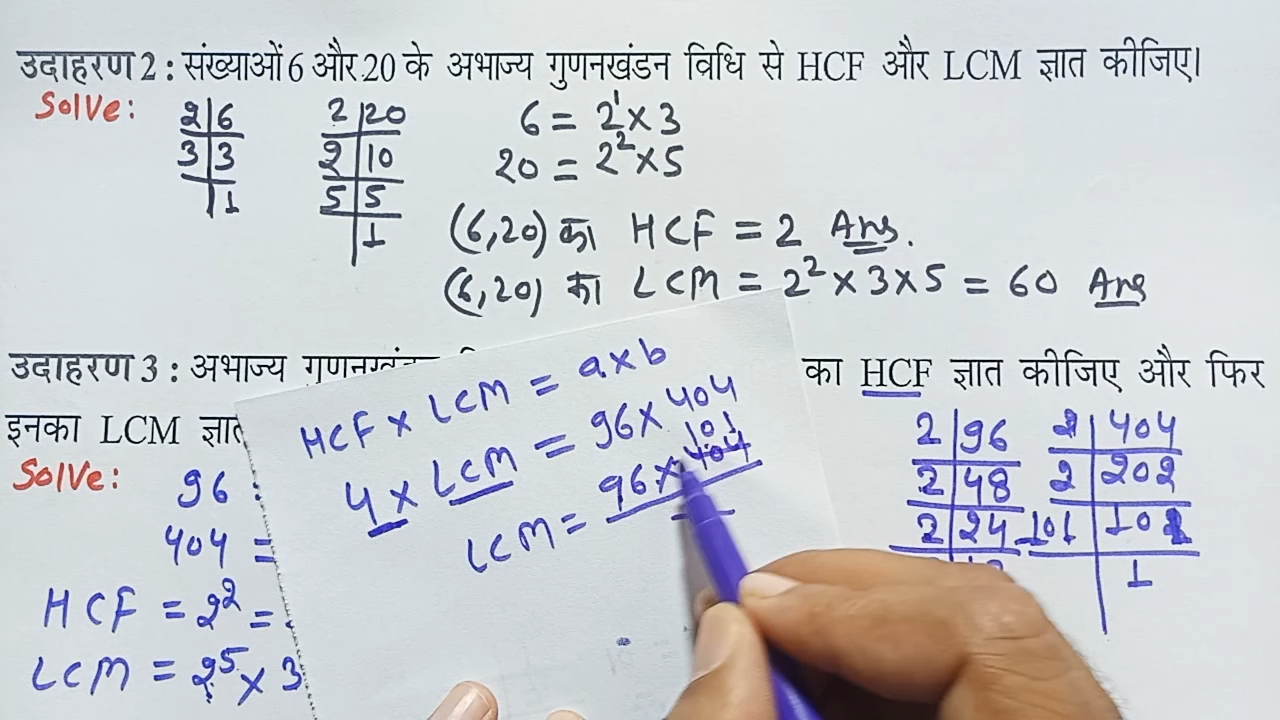 उदाहरण 2 : संख्याओं 6 और 20 के अभाज्य गुणनखंडन विधि से HCF और LCM ज्ञात कीजिए।
Solve:
2 | 6
3 | 3
1
2 | 20
2 | 10
5 | 5
1
6 = 2¹ × 3
20 = 2² × 5
(6,20) का HCF = 2 Ans.
(6,20) का LCM = 2² × 3 × 5 = 60 Ans
उदाहरण 3 : अभाज्य का HCF ज्ञात कीजिए और फिर
इनका LCM
Solve:
96
404 =
HCF = 2² =
LCM = 2⁵ × 3
HCF × LCM = a × b
4 × LCM = 96 × 404
101
LCM = 96 × 404
2 | 96
2 | 48
2 | 24
2 | 404
2 | 202
101 | 101
1